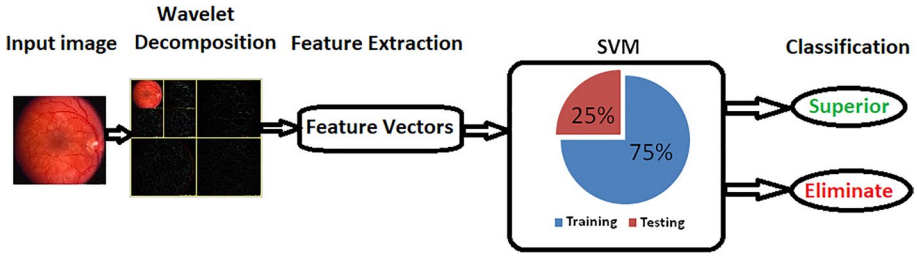 Input image
Wavelet
Decomposition
Feature Extraction
SVM
Classification
Feature Vectors
25%
75%
Training
Testing
Superior
Eliminate